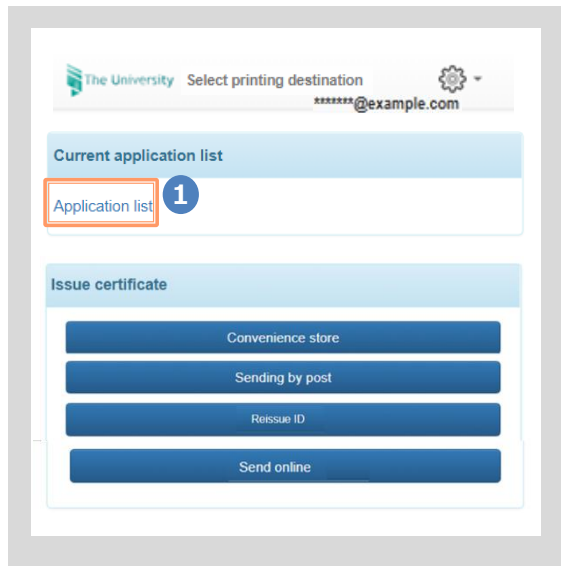 The University Select printing destination
*******@example.com
Current application list
Application list 1
Issue certificate
Convenience store
Sending by post
Reissue ID
Send online